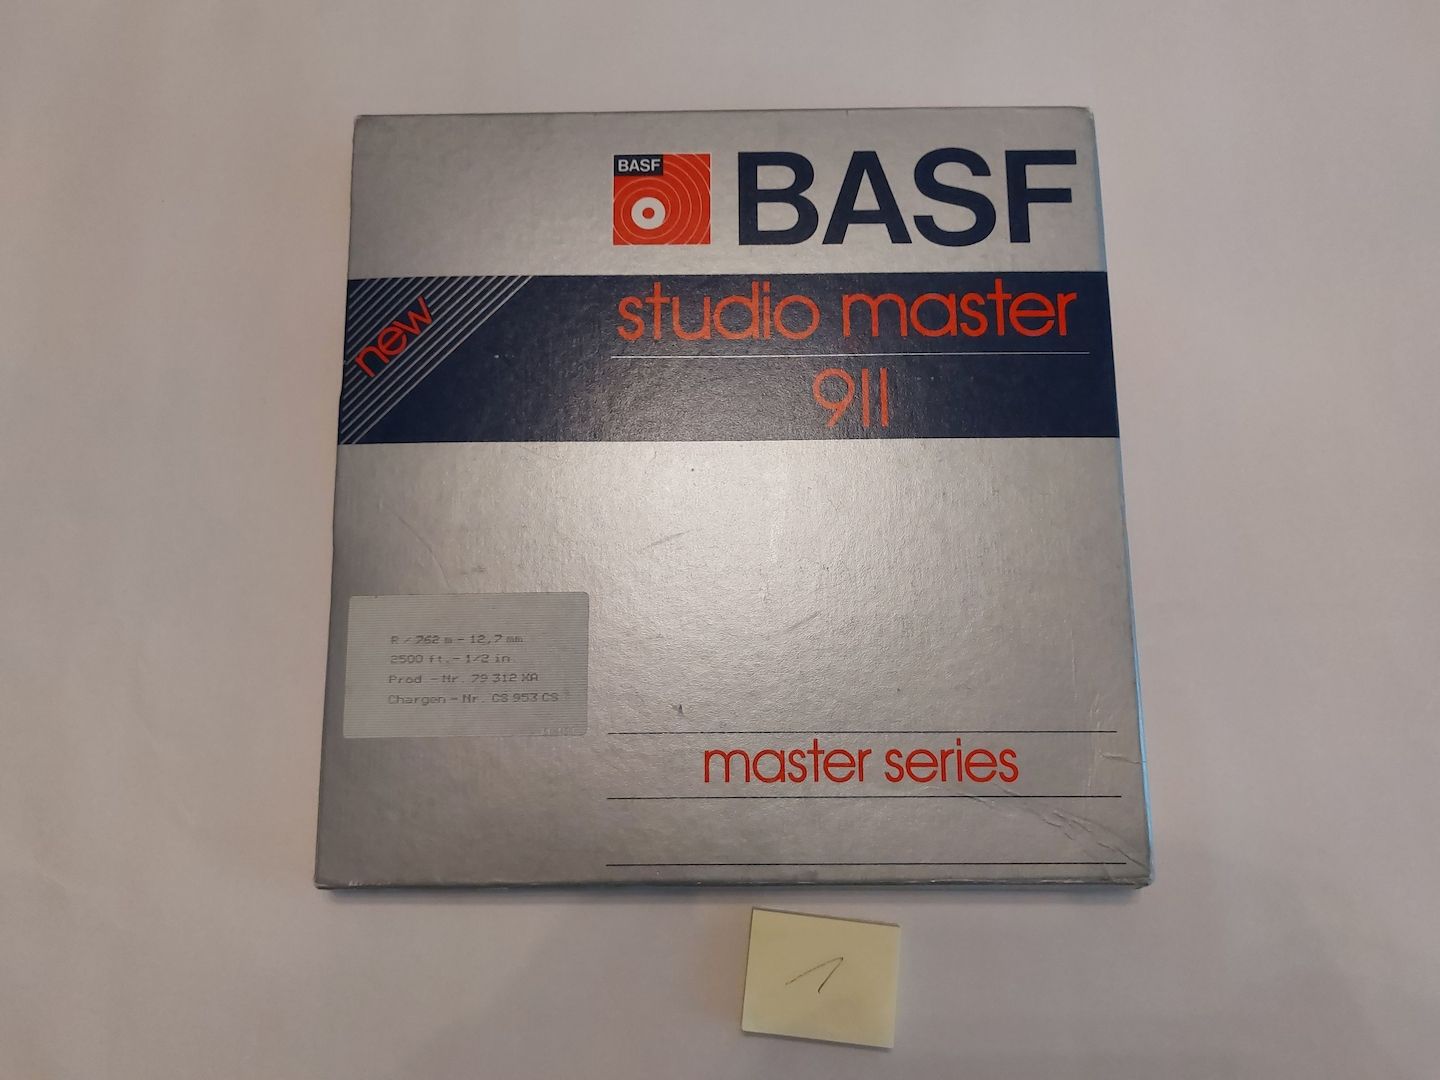 BASF
BASF
new
studio master
911
R / 762 m - 12,7 mm
2500 ft. - 1/2 in
Prod - Nr. 79 312 XA
Chargen - Nr. GS 953 CS
master series
1